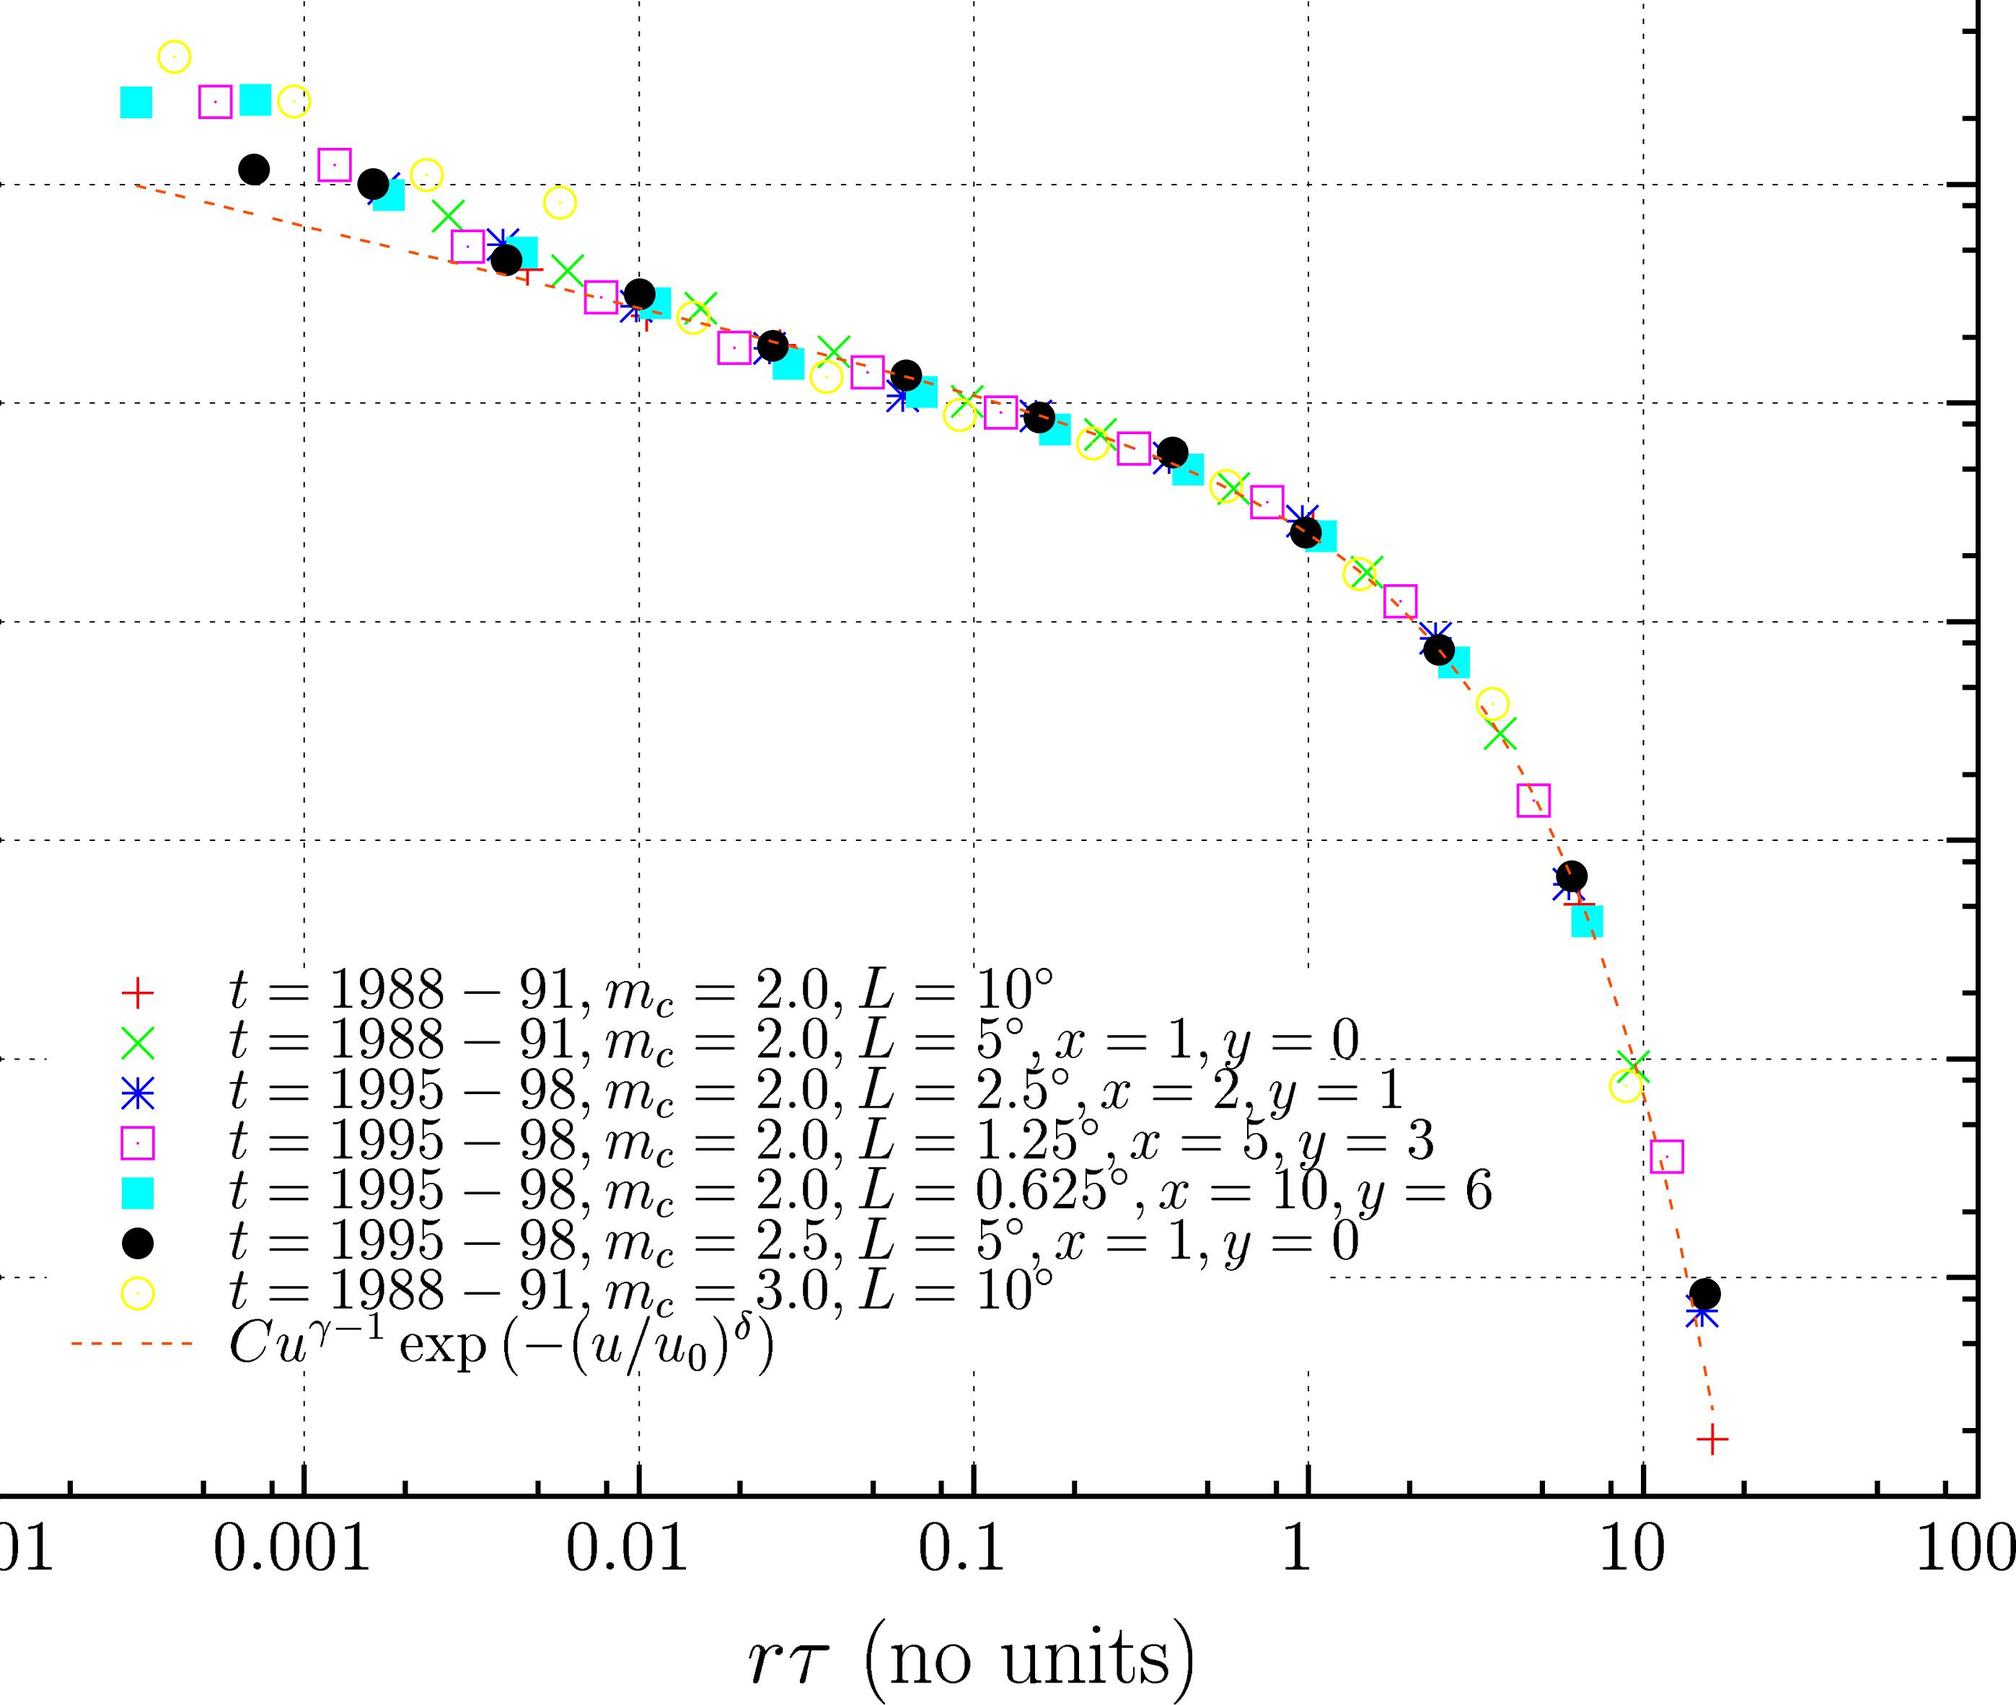 t = 1988 − 91, m_c = 2.0, L = 10°
t = 1988 − 91, m_c = 2.0, L = 5°, x = 1, y = 0
t = 1995 − 98, m_c = 2.0, L = 2.5°, x = 2, y = 1
t = 1995 − 98, m_c = 2.0, L = 1.25°, x = 5, y = 3
t = 1995 − 98, m_c = 2.0, L = 0.625°, x = 10, y = 6
t = 1995 − 98, m_c = 2.5, L = 5°, x = 1, y = 0
t = 1988 − 91, m_c = 3.0, L = 10°
Cu^{γ−1} exp (−(u/u_0)^δ)
01 0.001 0.01 0.1 1 10 100
rτ (no units)